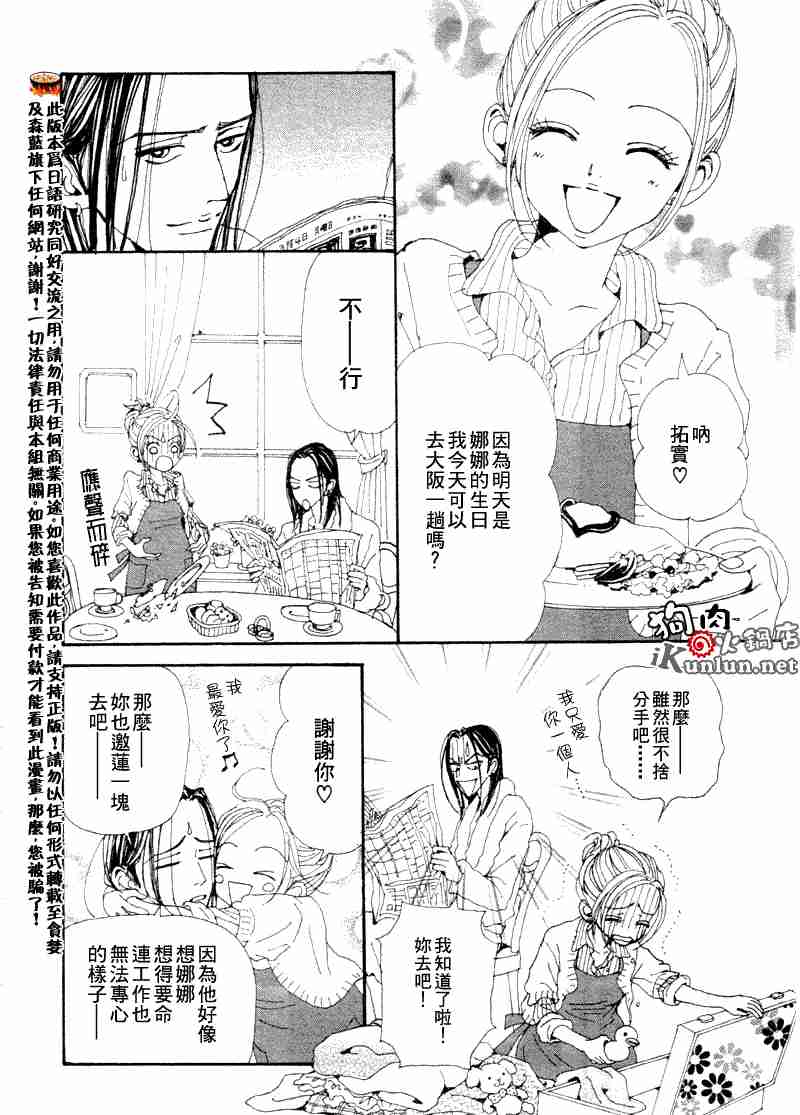 吶
拓實♡
因為明天是
娜娜的生日
我今天可以
去大阪一趟嗎？
不──行
應聲而碎
狗肉火鍋店
iKunlun.net
那麼──
雖然很不捨
分手吧……
我只愛
你一個人…
我知道了啦！
妳去吧！
謝謝你♡
我
最愛你了♫
那麼──
妳也邀蓮一塊
去吧──
因為他好像
想娜娜
想得要命
連工作也
無法專心
的樣子──
此版本爲日語研究同好交流之用，請勿用于任何商業用途。如您喜歡此作品，請支持正版！請勿以任何形式轉載至貪婪
及森藍旗下任何網站，謝謝！一切法律責任與本組無關。如果您被告知需要付款才能看到此漫畫，那麼，您被騙了！